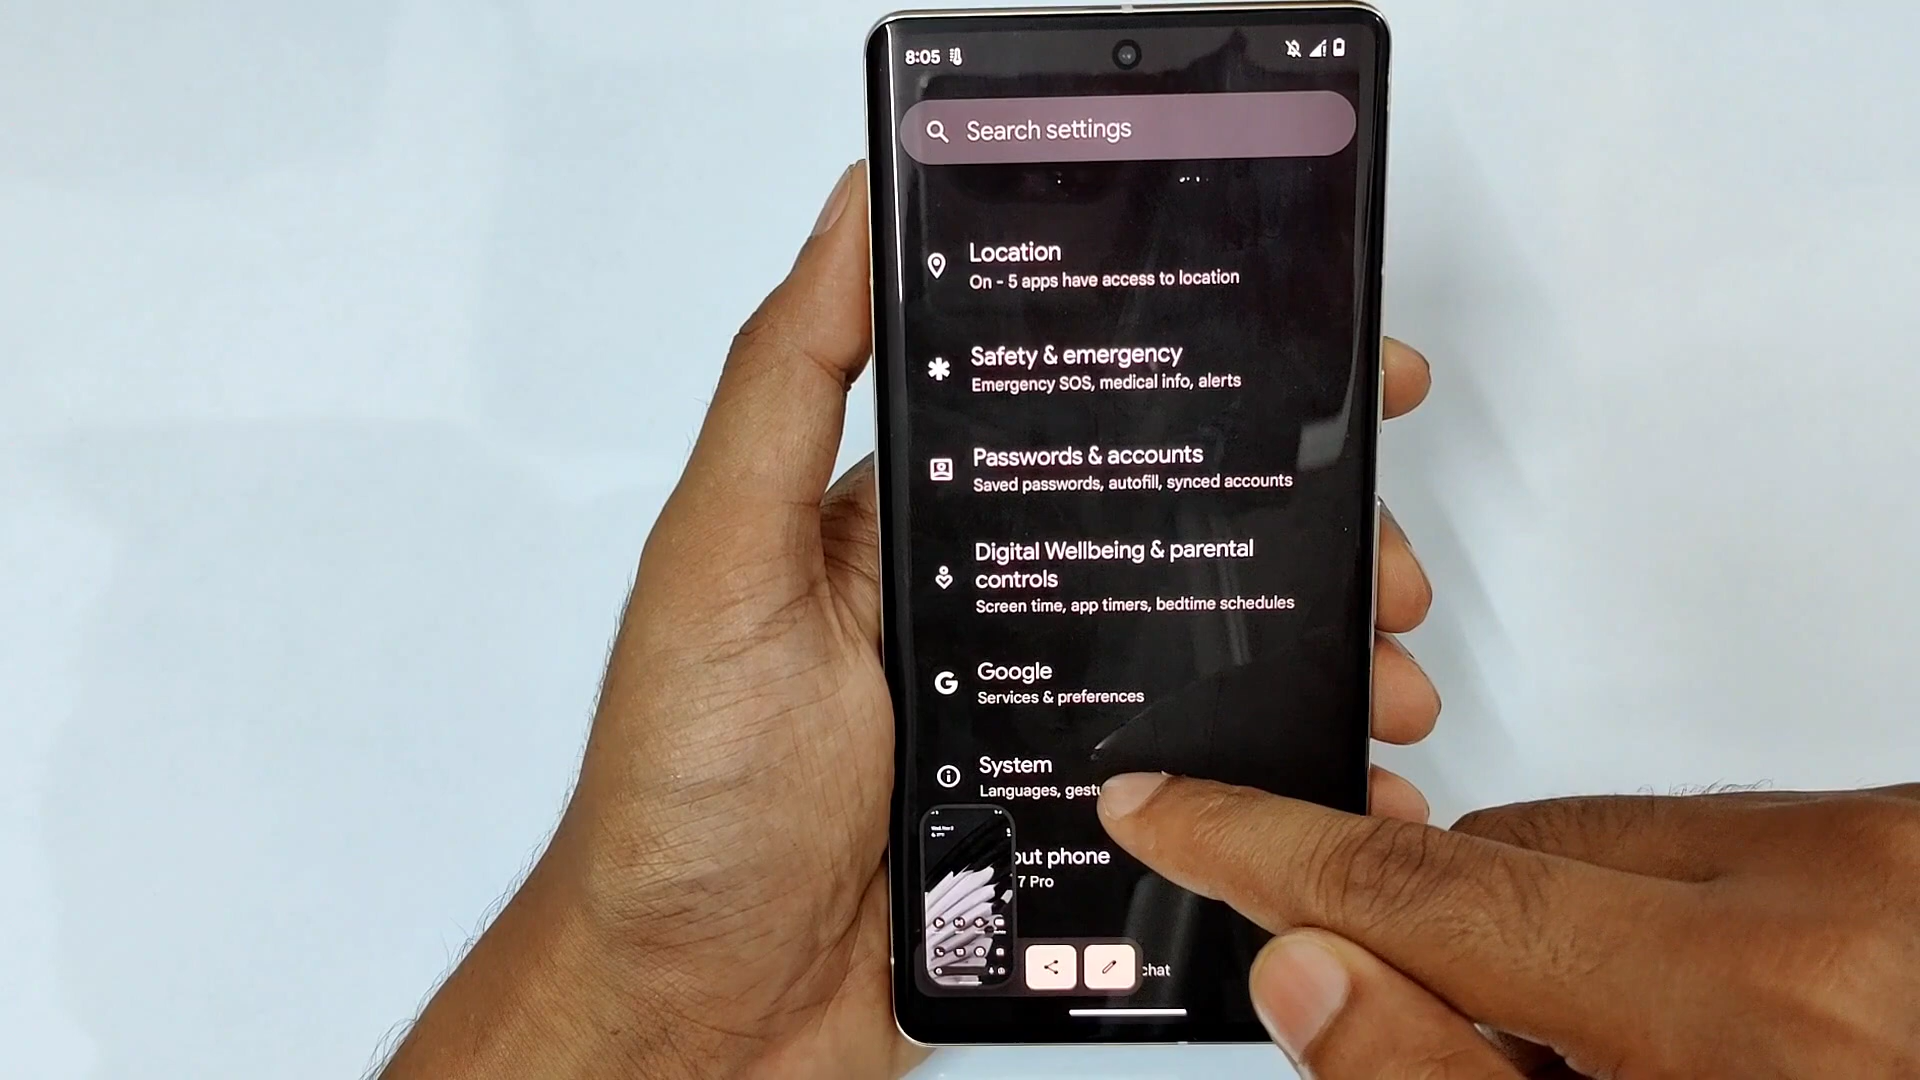 8:05
Search settings
Location
On - 5 apps have access to location
Safety & emergency
Emergency SOS, medical info, alerts
Passwords & accounts
Saved passwords, autofill, synced accounts
Digital Wellbeing & parental
controls
Screen time, app timers, bedtime schedules
Google
Services & preferences
System
Languages, gestu
out phone
7 Pro
chat